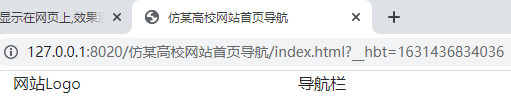 显示在网页上,效果 仿某高校网站首页导航
127.0.0.1:8020/仿某高校网站首页导航/index.html?__hbt=1631436834036
网站Logo 导航栏